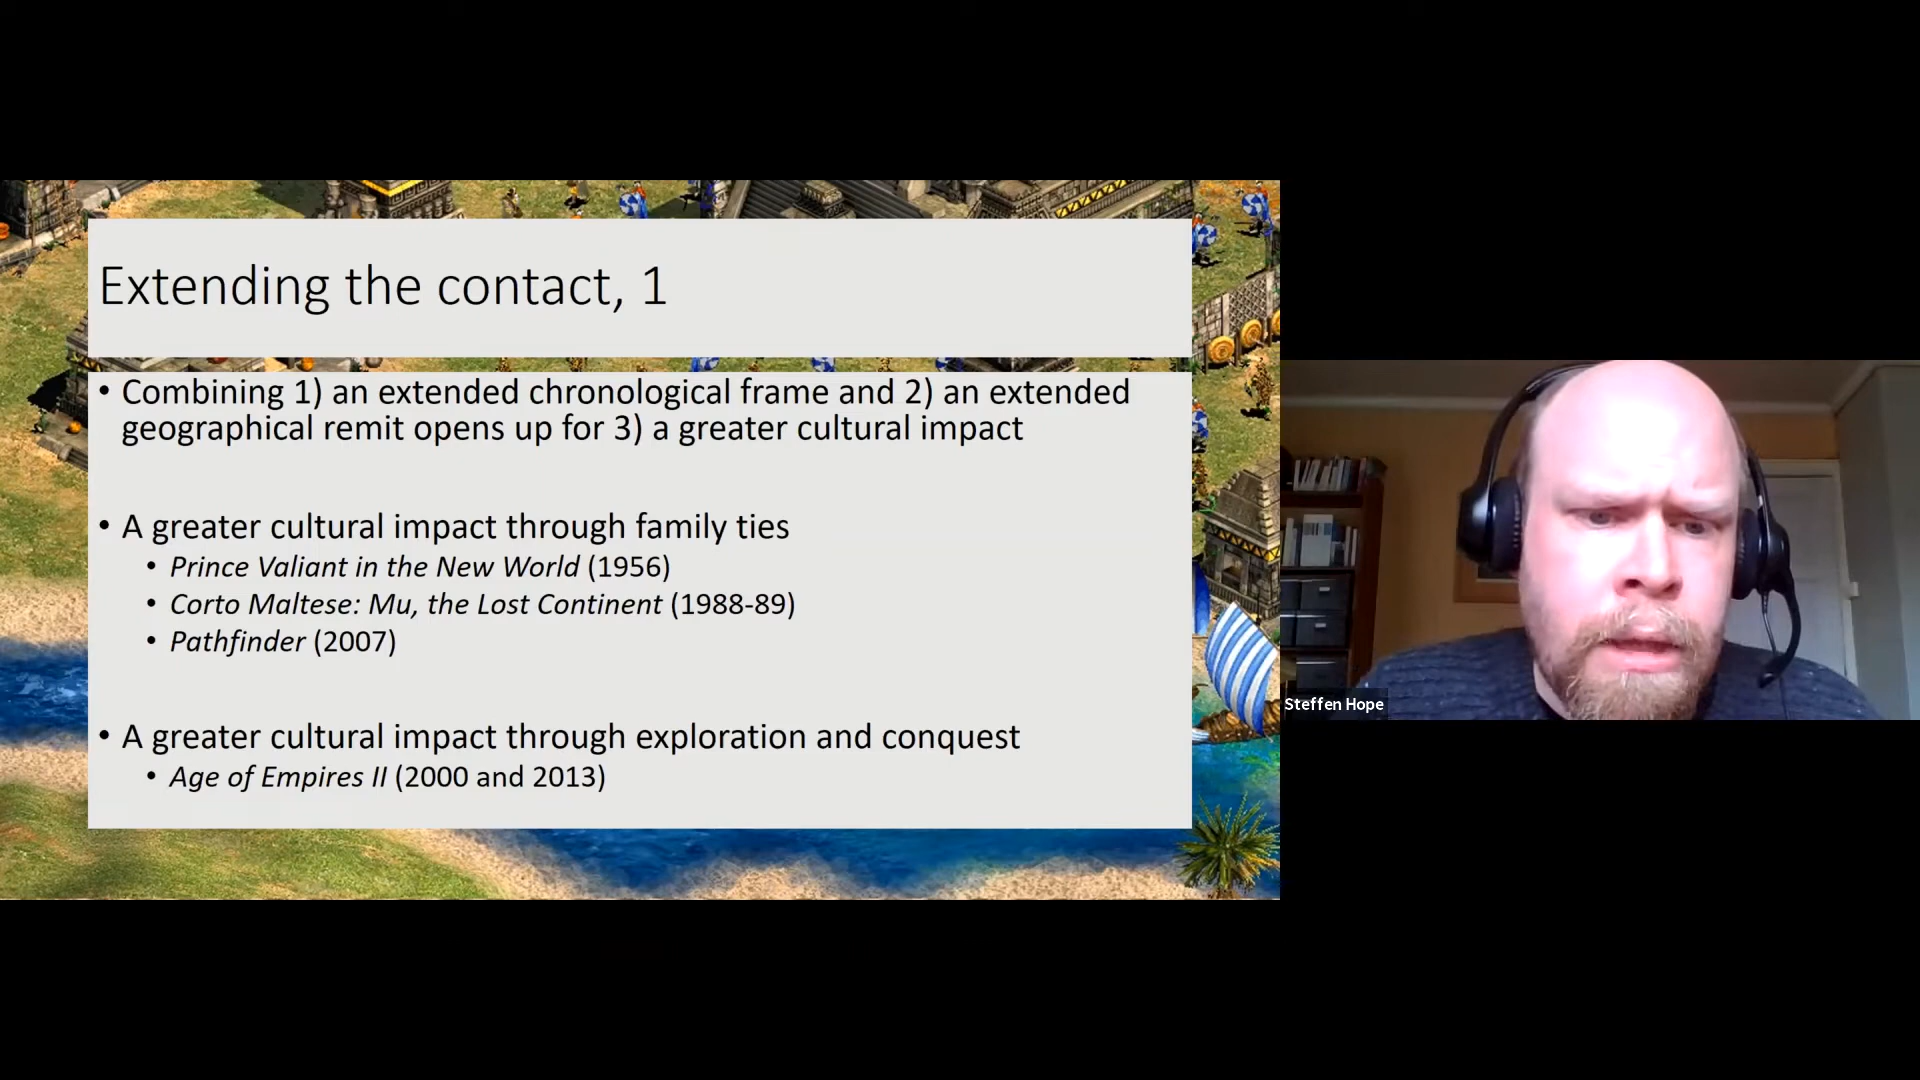 Extending the contact, 1
• Combining 1) an extended chronological frame and 2) an extended
geographical remit opens up for 3) a greater cultural impact
• A greater cultural impact through family ties
• Prince Valiant in the New World (1956)
• Corto Maltese: Mu, the Lost Continent (1988-89)
• Pathfinder (2007)
• A greater cultural impact through exploration and conquest
• Age of Empires II (2000 and 2013)
Steffen Hope